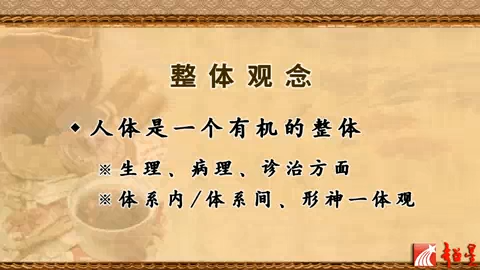 整体观念
◆人体是一个有机的整体
※生理、病理、诊治方面
※体系内/体系间、形神一体观
超星